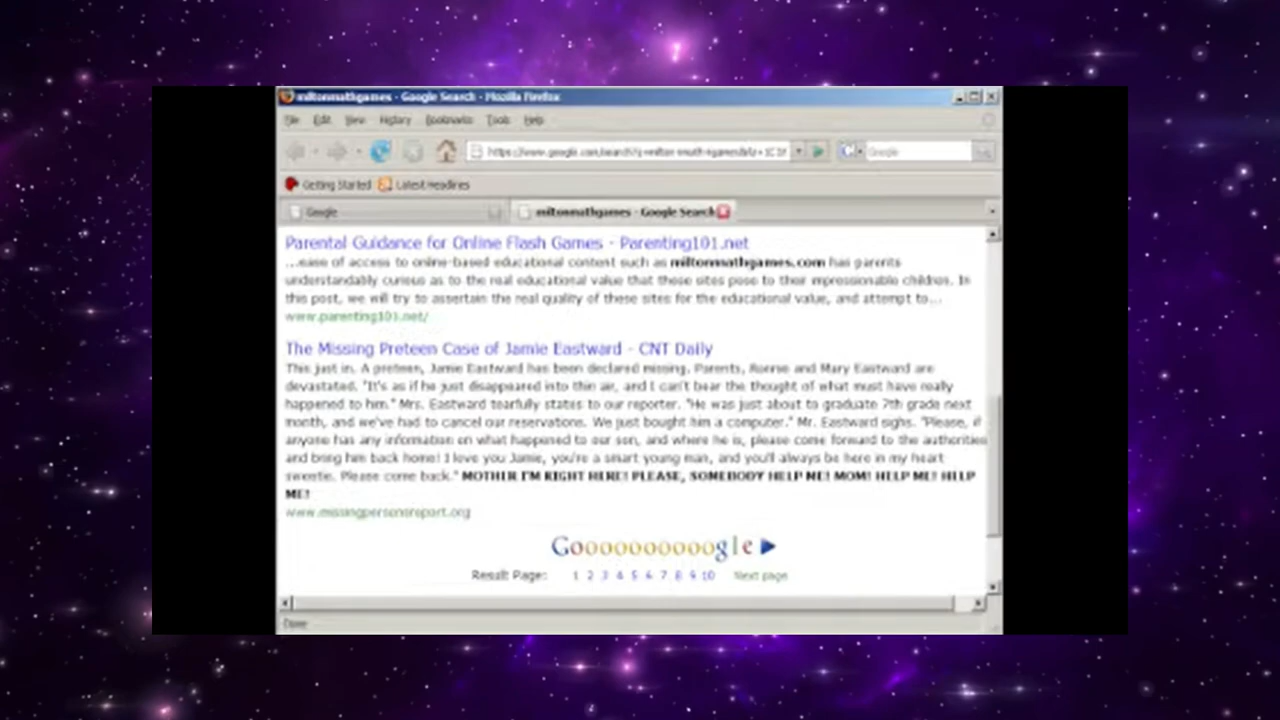 miltonmathgames - Google Search - Mozilla Firefox
File Edit View History Bookmarks Tools Help
Google
Getting Started Latest Headlines
Google miltonmathgames - Google Search
Parental Guidance for Online Flash Games - Parenting101.net
...ease of access to online-based educational content such as miltonmathgames.com has parents
understandably curious as to the real educational value that these sites pose to their impressionable children. In
this post, we will try to assertain the real quality of these sites for the educational value, and attempt to...
www.parenting101.net/
The Missing Preteen Case of Jamie Eastward - CNT Daily
This just in. A preteen, Jamie Eastward has been declared missing. Parents, Ronnie and Mary Eastward are
devastated. "It's as if he just disappeared into thin air, and I can't bear the thought of what must have really
happened to him." Mrs. Eastward tearfully states to our reporter. "He was just about to graduate 7th grade next
month, and we've had to cancel our reservations. We just bought him a computer." Mr. Eastward sighs. "Please, if
anyone has any information on what happened to our son, and where he is, please come forward to the authorities
and bring him back home! I love you Jamie, you're a smart young man, and you'll always be here in my heart
sweetie. Please come back." MOTHER I'M RIGHT HERE! PLEASE, SOMEBODY HELP ME! MOM! HELP ME! HELP
ME!
www.missingpersonsreport.org
Goooooooooogle
Result Page: 1 2 3 4 5 6 7 8 9 10 Next page
Done